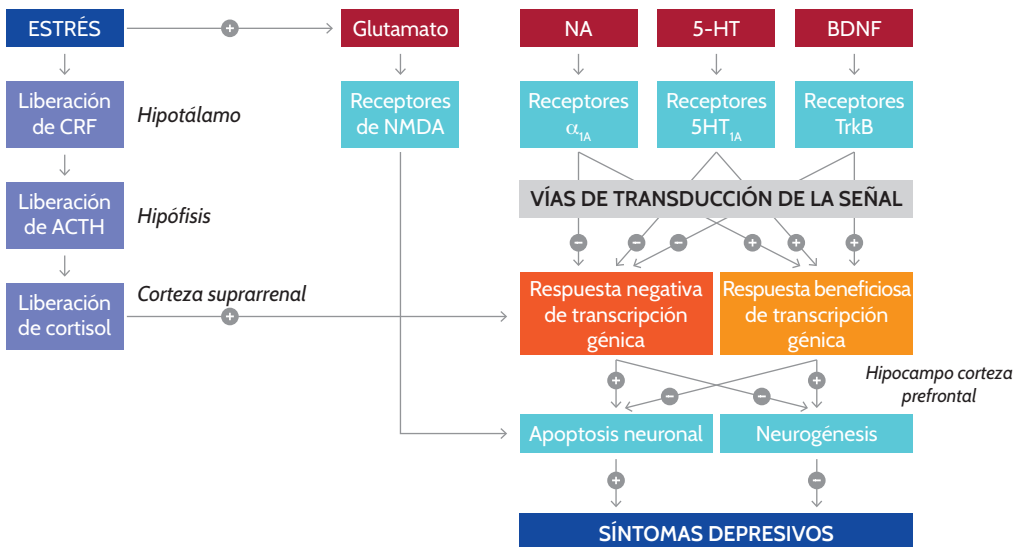 ESTRÉS
+
Glutamato
NA
5-HT
BDNF
Liberación
de CRF
Hipotálamo
Receptores
de NMDA
Receptores
α1A
Receptores
5HT1A
Receptores
TrkB
VÍAS DE TRANSDUCCIÓN DE LA SEÑAL
Liberación
de ACTH
Hipófisis
− − − + + +
Liberación
de cortisol
Corteza suprarrenal
+
Respuesta negativa
de transcripción
génica
Respuesta beneficiosa
de transcripción
génica
+ − − +
Hipocampo corteza
prefrontal
Apoptosis neuronal
Neurogénesis
+ −
SÍNTOMAS DEPRESIVOS